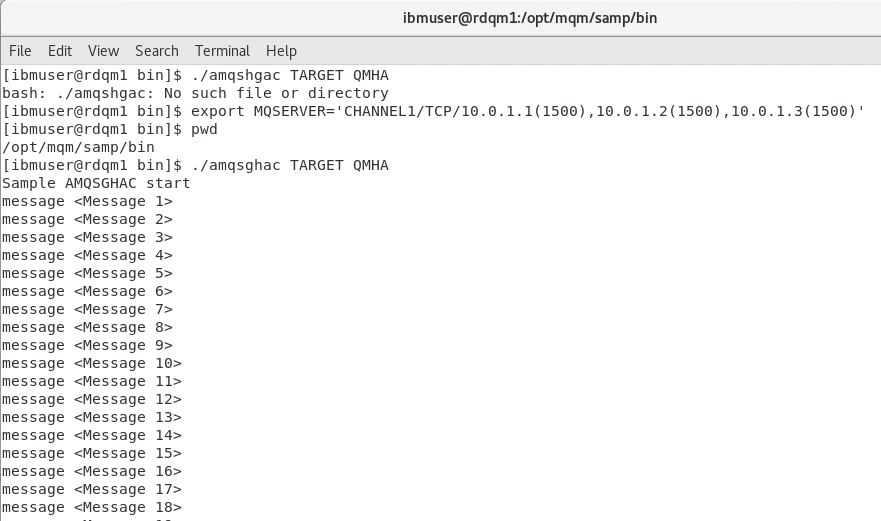 ibmuser@rdqm1:/opt/mqm/samp/bin
File Edit View Search Terminal Help
[ibmuser@rdqm1 bin]$ ./amqshgac TARGET QMHA
bash: ./amqshgac: No such file or directory
[ibmuser@rdqm1 bin]$ export MQSERVER='CHANNEL1/TCP/10.0.1.1(1500),10.0.1.2(1500),10.0.1.3(1500)'
[ibmuser@rdqm1 bin]$ pwd
/opt/mqm/samp/bin
[ibmuser@rdqm1 bin]$ ./amqsghac TARGET QMHA
Sample AMQSGHAC start
message <Message 1>
message <Message 2>
message <Message 3>
message <Message 4>
message <Message 5>
message <Message 6>
message <Message 7>
message <Message 8>
message <Message 9>
message <Message 10>
message <Message 11>
message <Message 12>
message <Message 13>
message <Message 14>
message <Message 15>
message <Message 16>
message <Message 17>
message <Message 18>